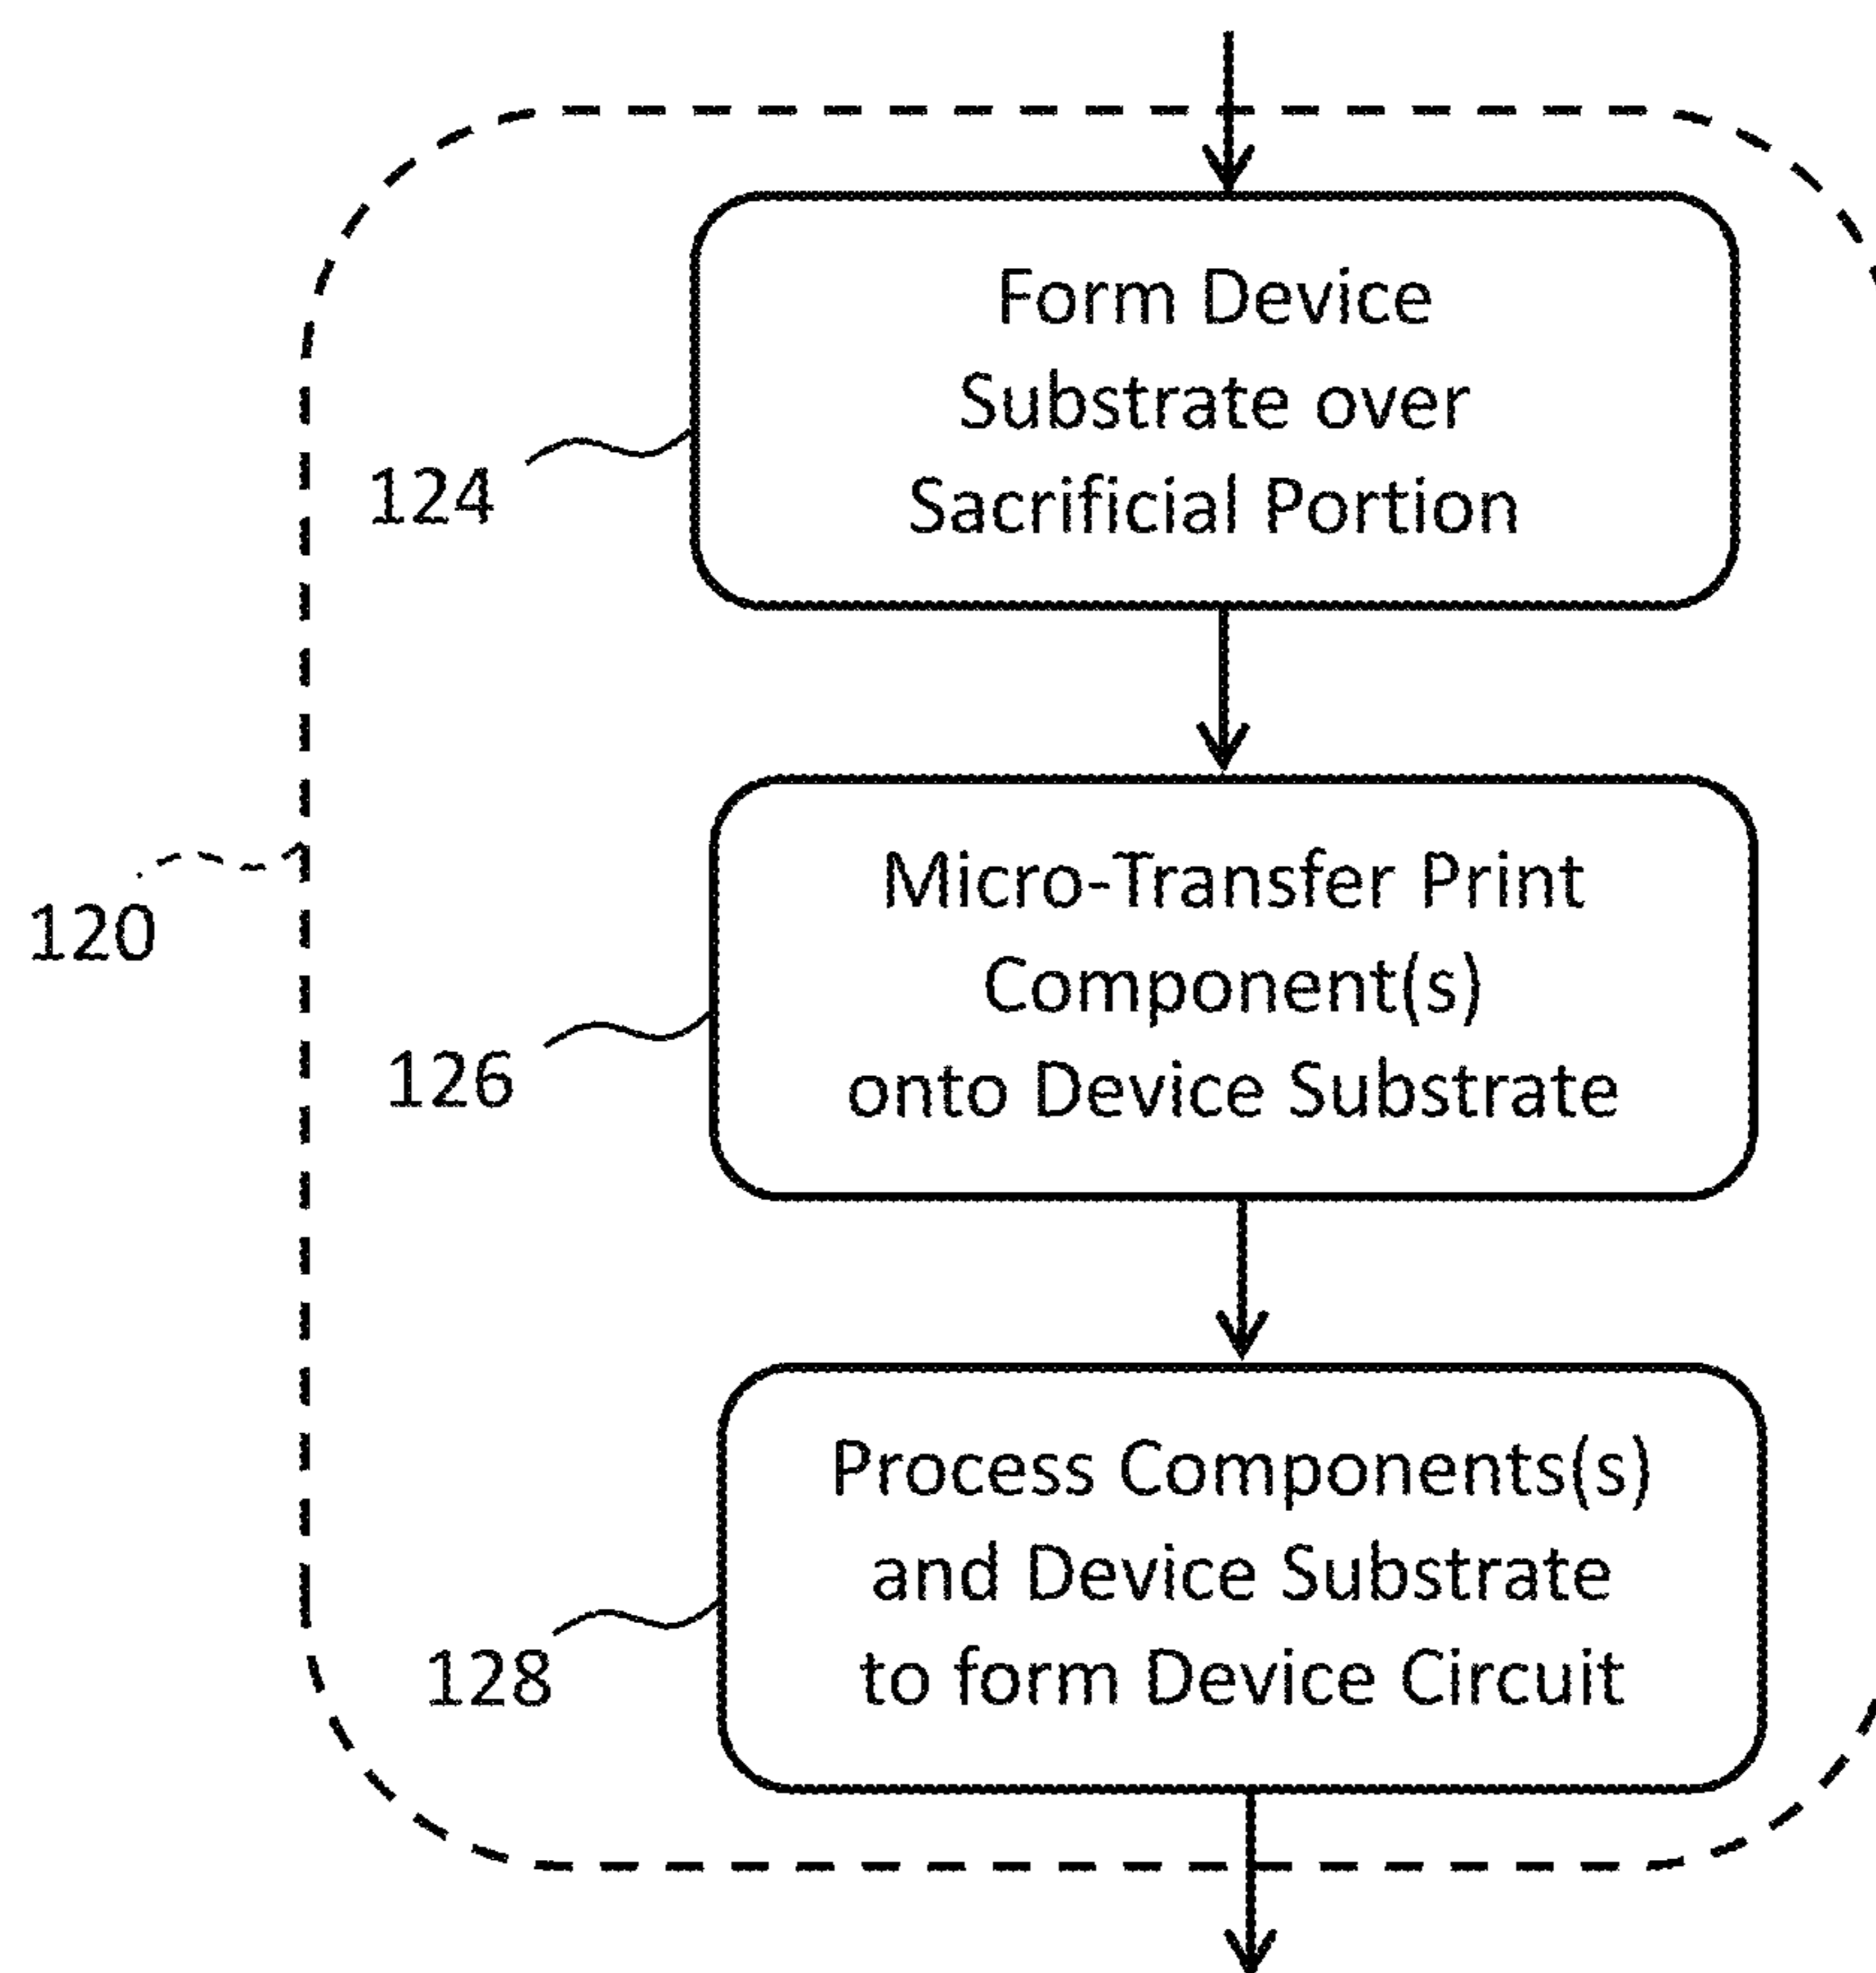 Form Device
Substrate over
Sacrificial Portion
124
Micro-Transfer Print
Component(s)
onto Device Substrate
120
126
Process Components(s)
and Device Substrate
to form Device Circuit
128